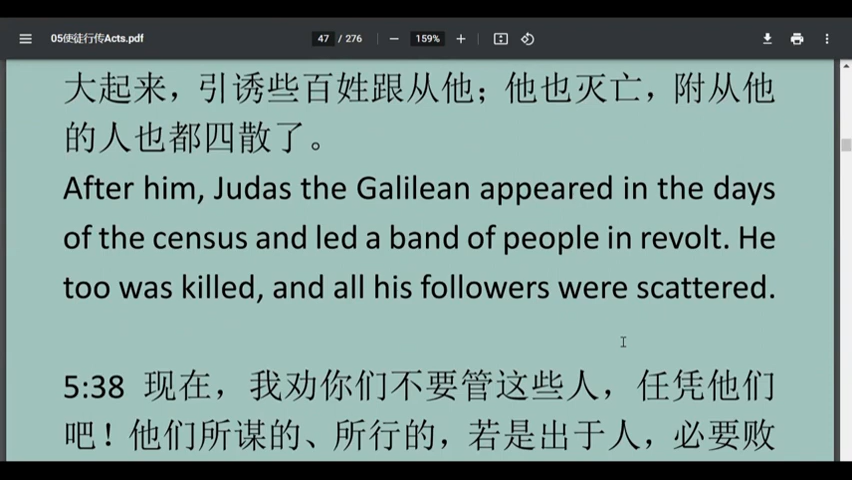 05使徒行传Acts.pdf
47 / 276
159%
大起来，引诱些百姓跟从他；他也灭亡，附从他
的人也都四散了。
After him, Judas the Galilean appeared in the days
of the census and led a band of people in revolt. He
too was killed, and all his followers were scattered.
5:38 现在，我劝你们不要管这些人，任凭他们
吧！他们所谋的、所行的，若是出于人，必要败